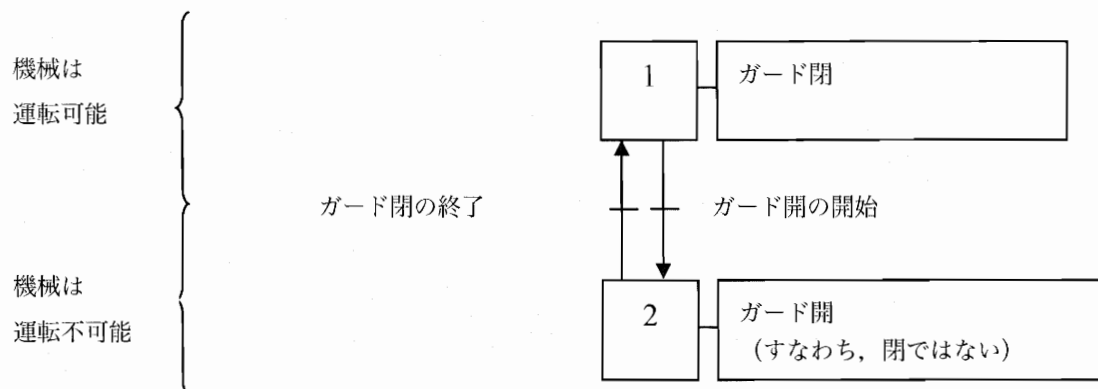 機械は
運転可能
1
ガード閉
ガード閉の終了
ガード開の開始
機械は
運転不可能
2
ガード開
(すなわち，閉ではない)